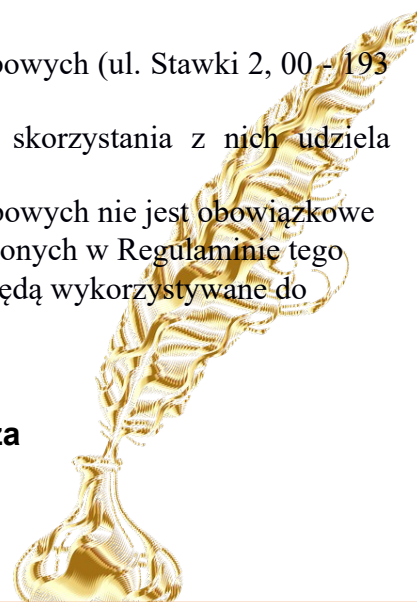 bowych (ul. Stawki 2, 00 - 193
skorzystania z nich udziela
bowych nie jest obowiązkowe
onych w Regulaminie tego
ędą wykorzystywane do
za